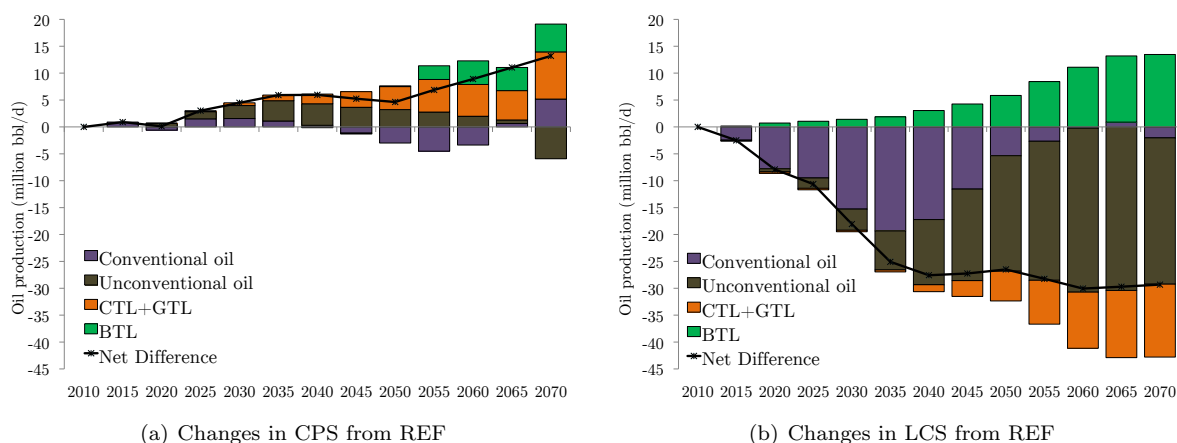 20
15
10
5
0
-5
-10
-15
-20
-25
-30
-35
-40
-45
Oil production (million bbl/d)
Conventional oil
Unconventional oil
CTL+GTL
BTL
Net Difference
2010 2015 2020 2025 2030 2035 2040 2045 2050 2055 2060 2065 2070
(a) Changes in CPS from REF
20
15
10
5
0
-5
-10
-15
-20
-25
-30
-35
-40
-45
Oil production (million bbl/d)
Conventional oil
Unconventional oil
CTL+GTL
BTL
Net Difference
2010 2015 2020 2025 2030 2035 2040 2045 2050 2055 2060 2065 2070
(b) Changes in LCS from REF